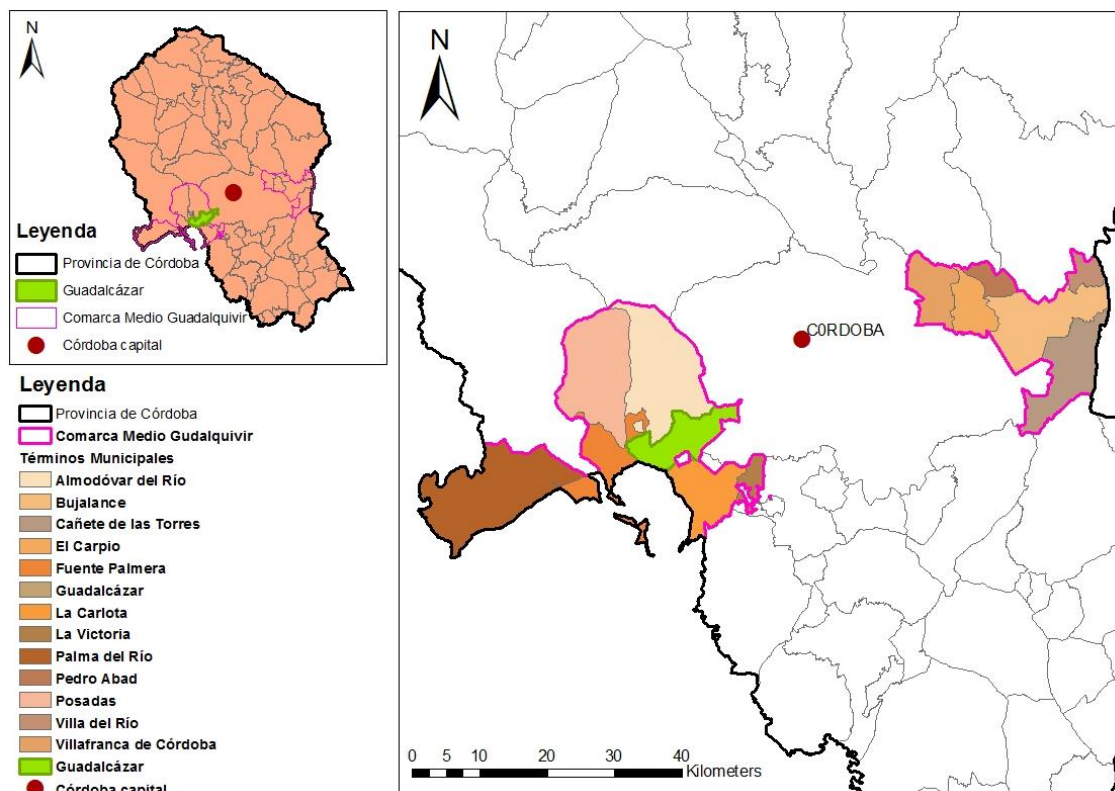 N
Leyenda
Provincia de Córdoba
Guadalcázar
Comarca Medio Guadalquivir
Córdoba capital
Leyenda
Provincia de Córdoba
Comarca Medio Gudalquivir
Términos Municipales
Almodóvar del Río
Bujalance
Cañete de las Torres
El Carpio
Fuente Palmera
Guadalcázar
La Carlota
La Victoria
Palma del Río
Pedro Abad
Posadas
Villa del Río
Villafranca de Córdoba
Guadalcázar
Córdoba capital
N
C0RDOBA
0 5 10 20 30 40
Kilometers